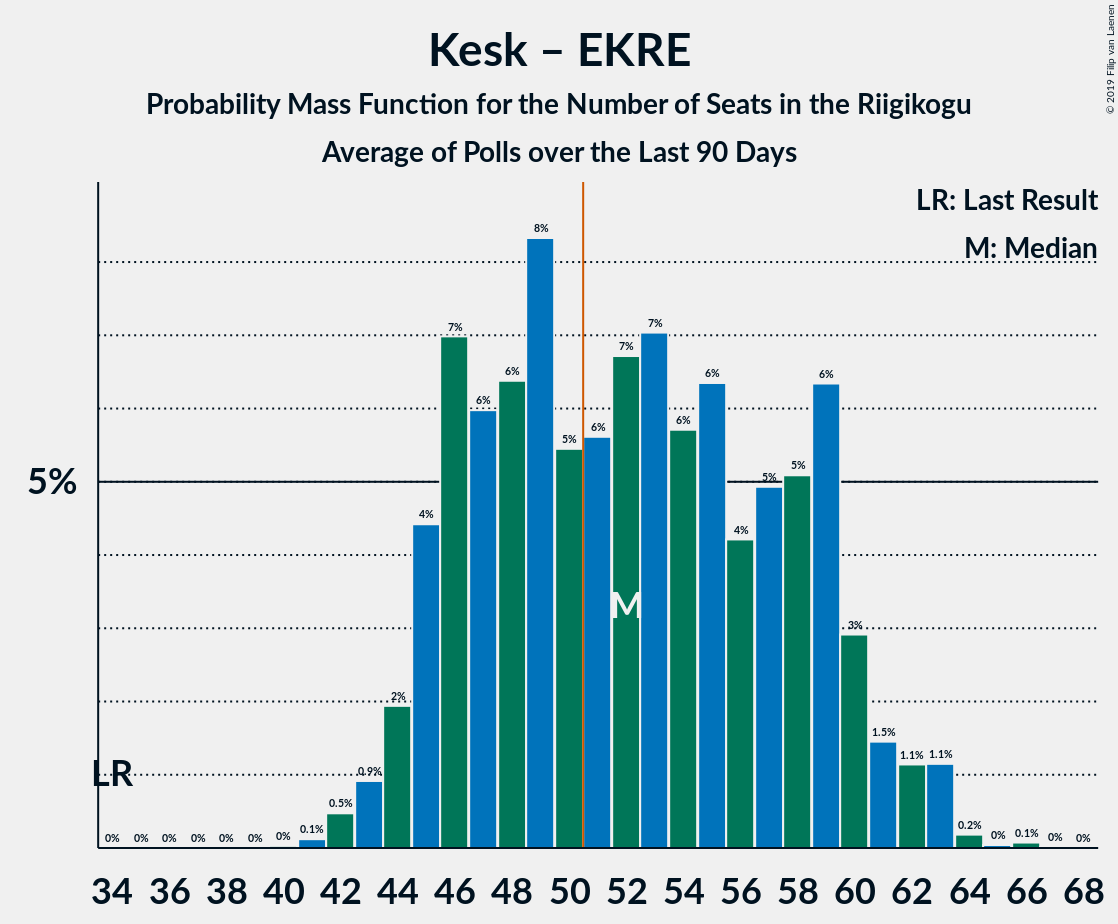 Kesk – EKRE
Probability Mass Function for the Number of Seats in the Riigikogu
Average of Polls over the Last 90 Days
© 2019 Filip van Laenen
LR: Last Result
M: Median
5%
LR
M
0% 0% 0% 0% 0% 0% 0% 0.1% 0.5% 0.9% 2% 4% 7% 6% 6% 8% 5% 6% 7% 7% 6% 6% 4% 5% 5% 6% 3% 1.5% 1.1% 1.1% 0.2% 0% 0.1% 0% 0%
34 36 38 40 42 44 46 48 50 52 54 56 58 60 62 64 66 68